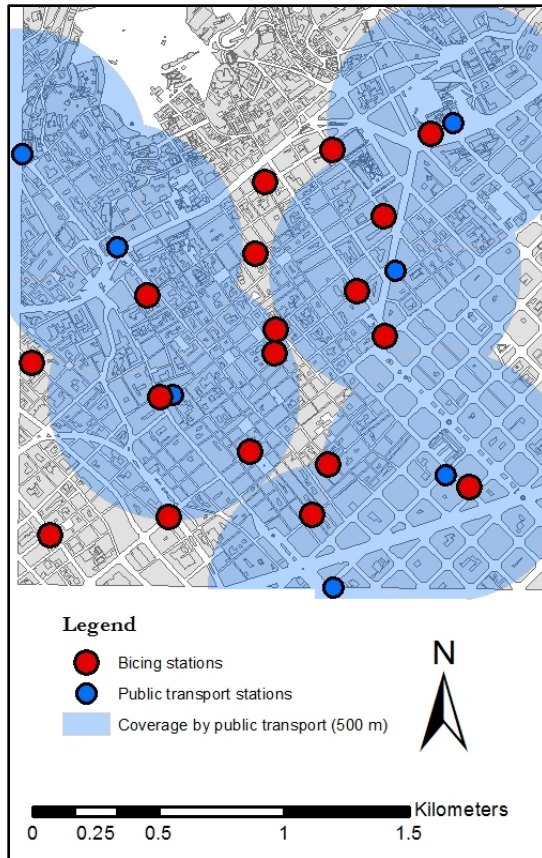 Legend
Bicing stations
Public transport stations
Coverage by public transport (500 m)
N
Kilometers
0 0.25 0.5 1 1.5